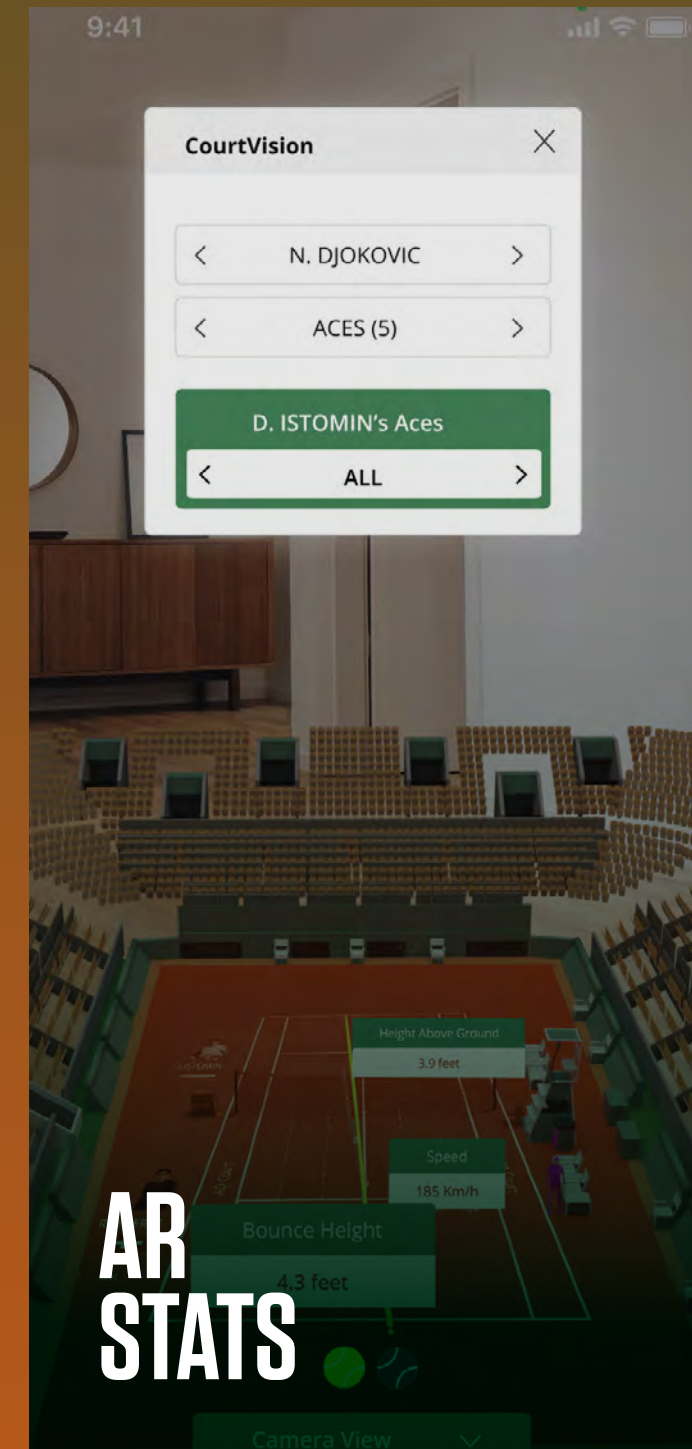 9:41
CourtVision
N. DJOKOVIC
ACES (5)
D. ISTOMIN's Aces
ALL
Height Above Ground
3.9 feet
Speed
185 Km/h
Bounce Height
4.3 feet
AR
STATS
Camera View